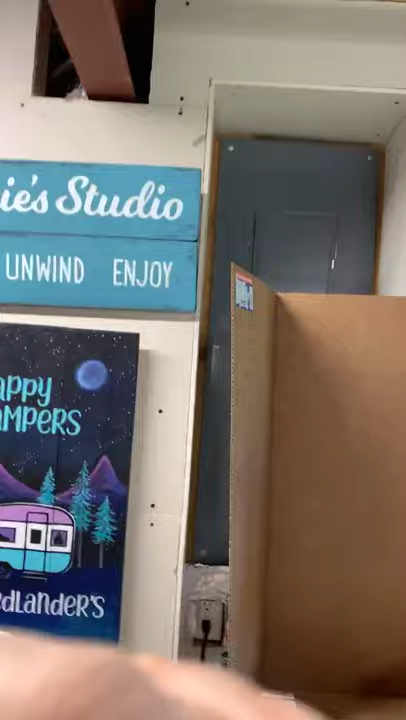 ie's Studio
UNWIND ENJOY
appy
ampers
dlander's